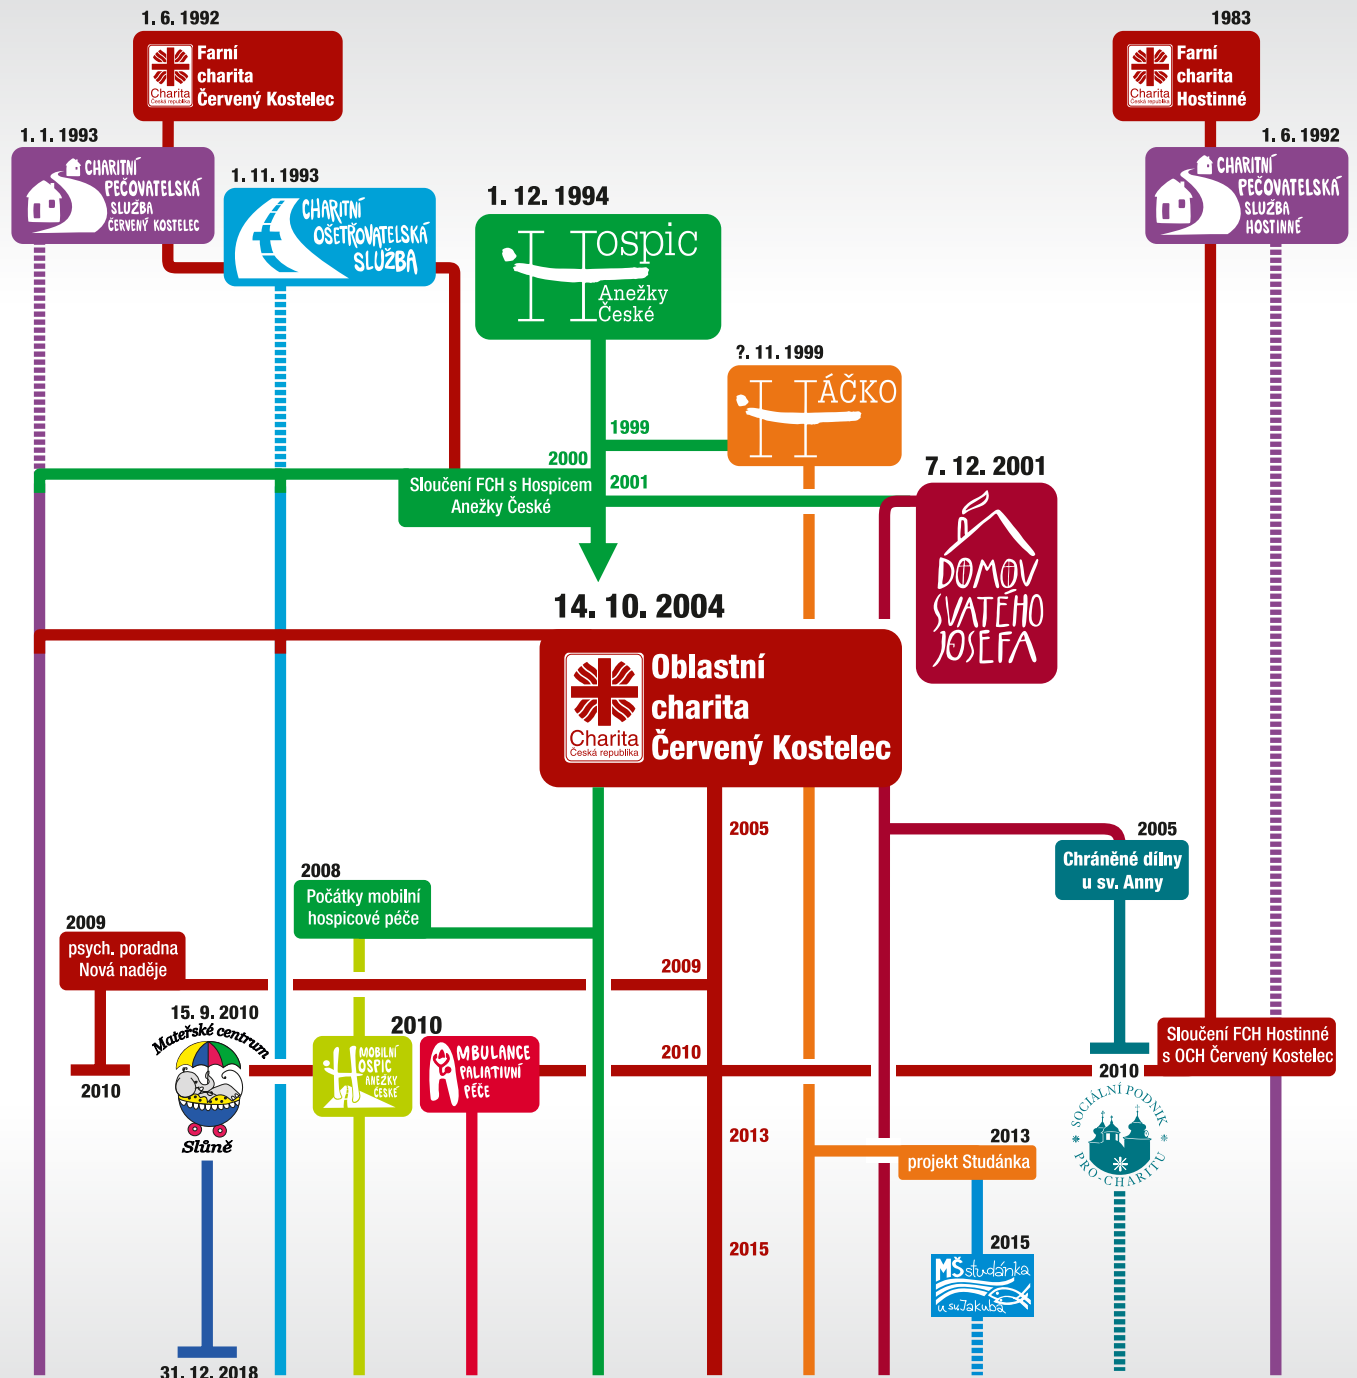 1. 6. 1992
Farní
charita
Červený Kostelec
Charita
Česká republika
1983
Farní
charita
Hostinné
Charita
Česká republika
1. 1. 1993
CHARITNÍ
PEČOVATELSKÁ
SLUŽBA
ČERVENÝ KOSTELEC
1. 11. 1993
CHARITNÍ
OŠETŘOVATELSKÁ
SLUŽBA
1. 12. 1994
Hospic
Anežky
České
1. 6. 1992
CHARITNÍ
PEČOVATELSKÁ
SLUŽBA
HOSTINNÉ
?. 11. 1999
HÁČKO
1999
2000
Sloučení FCH s Hospicem
Anežky České
2001
7. 12. 2001
DOMOV
SVATÉHO
JOSEFA
14. 10. 2004
Oblastní
charita
Červený Kostelec
Charita
Česká republika
2005
2005
Chráněné dílny
u sv. Anny
2008
Počátky mobilní
hospicové péče
2009
psych. poradna
Nová naděje
2009
2010
15. 9. 2010
Mateřské centrum
Slůně
2010
MOBILNÍ
HOSPIC
ANEŽKY
ČESKÉ
AMBULANCE
PALIATIVNÍ
PÉČE
2010
Sloučení FCH Hostinné
s OCH Červený Kostelec
2010
SOCIÁLNÍ PODNIK
PRO-CHARITU
2013
2013
projekt Studánka
2015
2015
MŠ studánka
u sv. Jakuba
31. 12. 2018